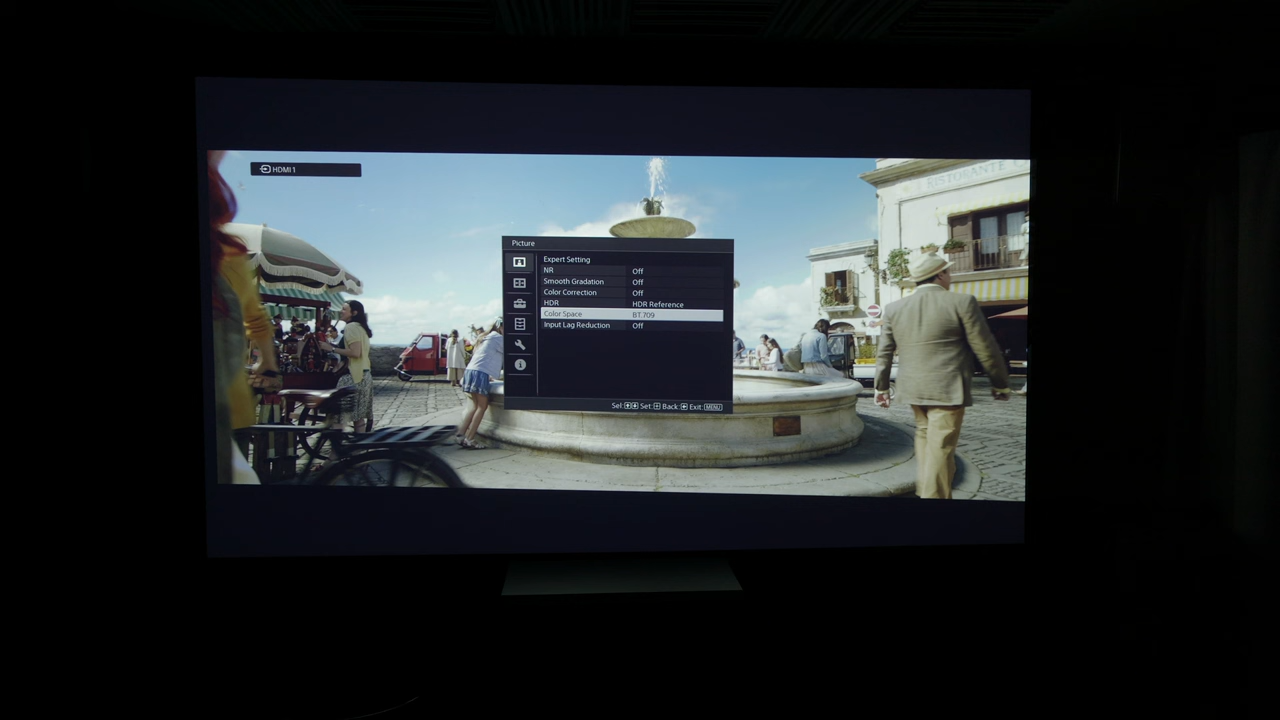 HDMI 1
RISTORANTE
Picture
Expert Setting
NR Off
Smooth Gradation Off
Color Correction Off
HDR HDR Reference
Color Space BT.709
Input Lag Reduction Off
Sel: Set: Back: Exit: MENU